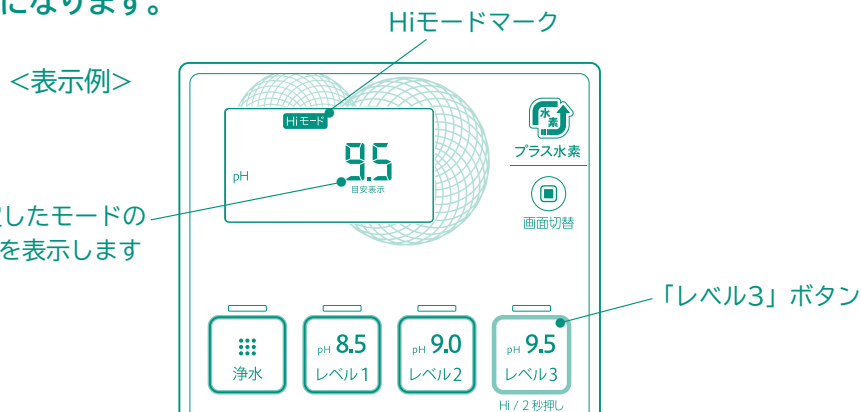 になります。
Hiモードマーク
<表示例>
Hiモード
9.5
pH
目安表示
水素
プラス水素
画面切替
したモードの
を表示します
「レベル3」ボタン
浄水
pH 8.5
レベル1
pH 9.0
レベル2
pH 9.5
レベル3
Hi / 2 秒押し